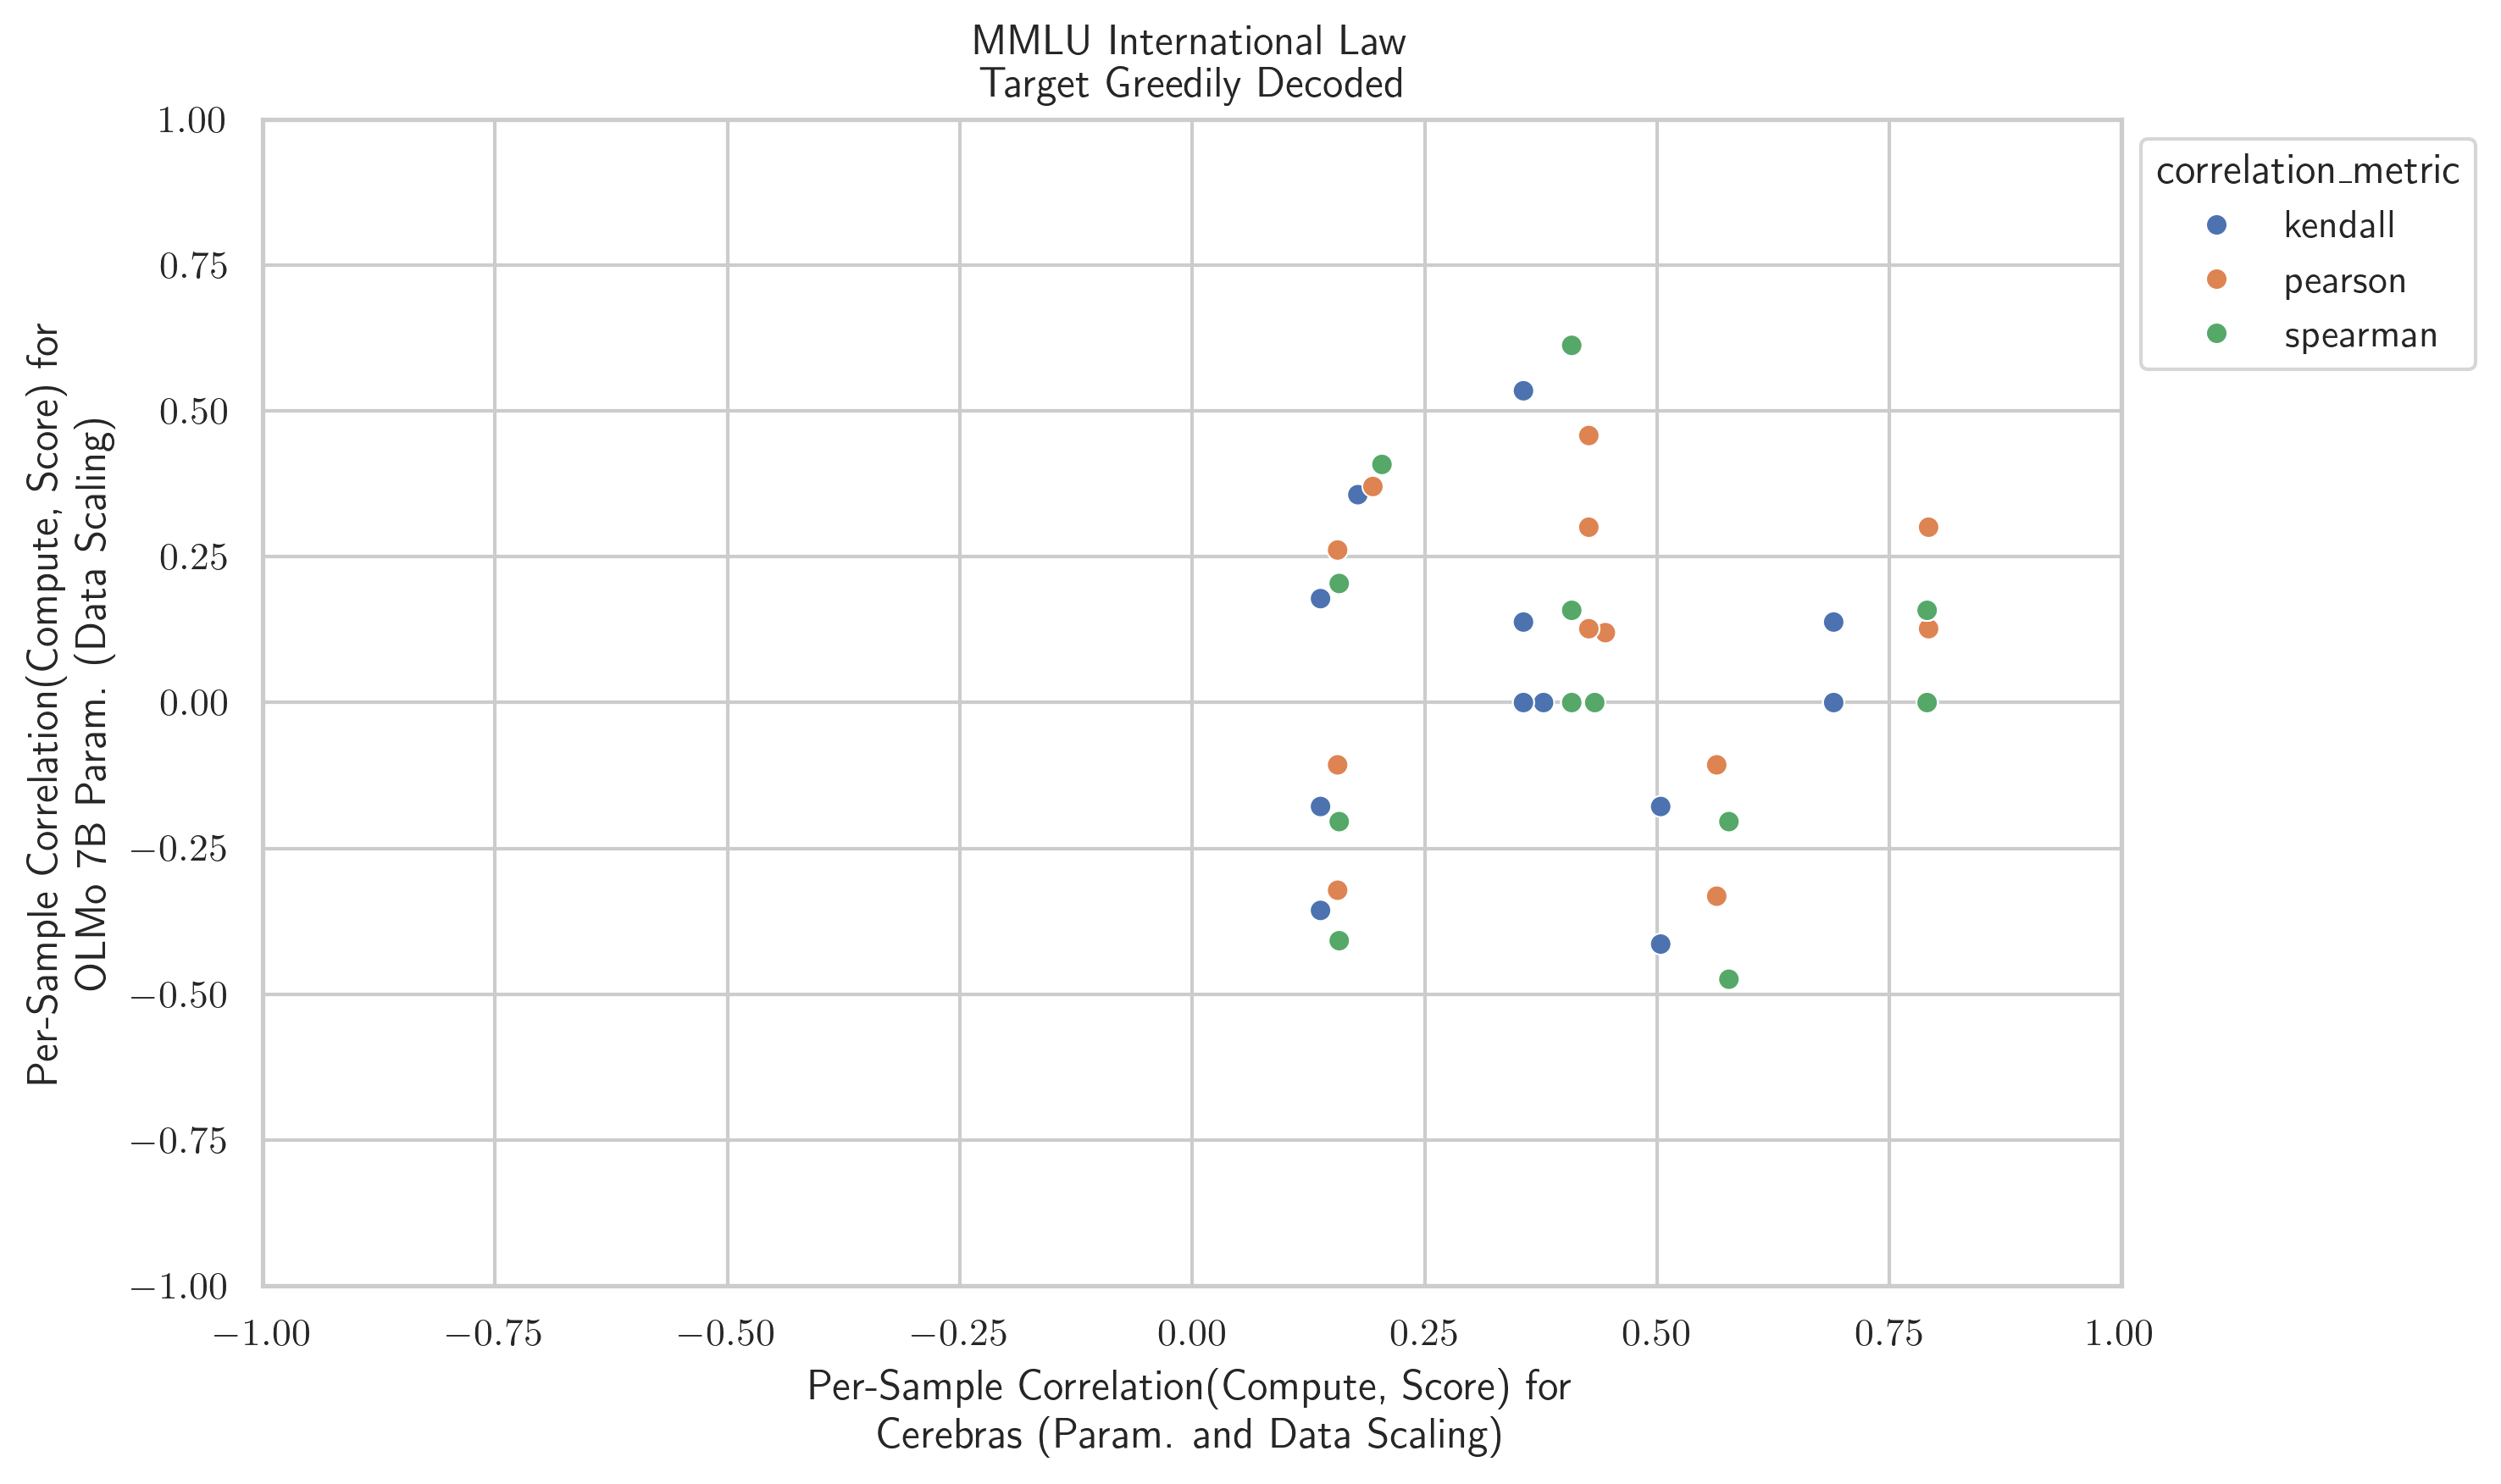 MMLU International Law
Target Greedily Decoded
1.00
0.75
0.50
0.25
0.00
−0.25
−0.50
−0.75
−1.00
Per-Sample Correlation(Compute, Score) for
OLMo 7B Param. (Data Scaling)
−1.00
−0.75
−0.50
−0.25
0.00
0.25
0.50
0.75
1.00
Per-Sample Correlation(Compute, Score) for
Cerebras (Param. and Data Scaling)
correlation_metric
kendall
pearson
spearman